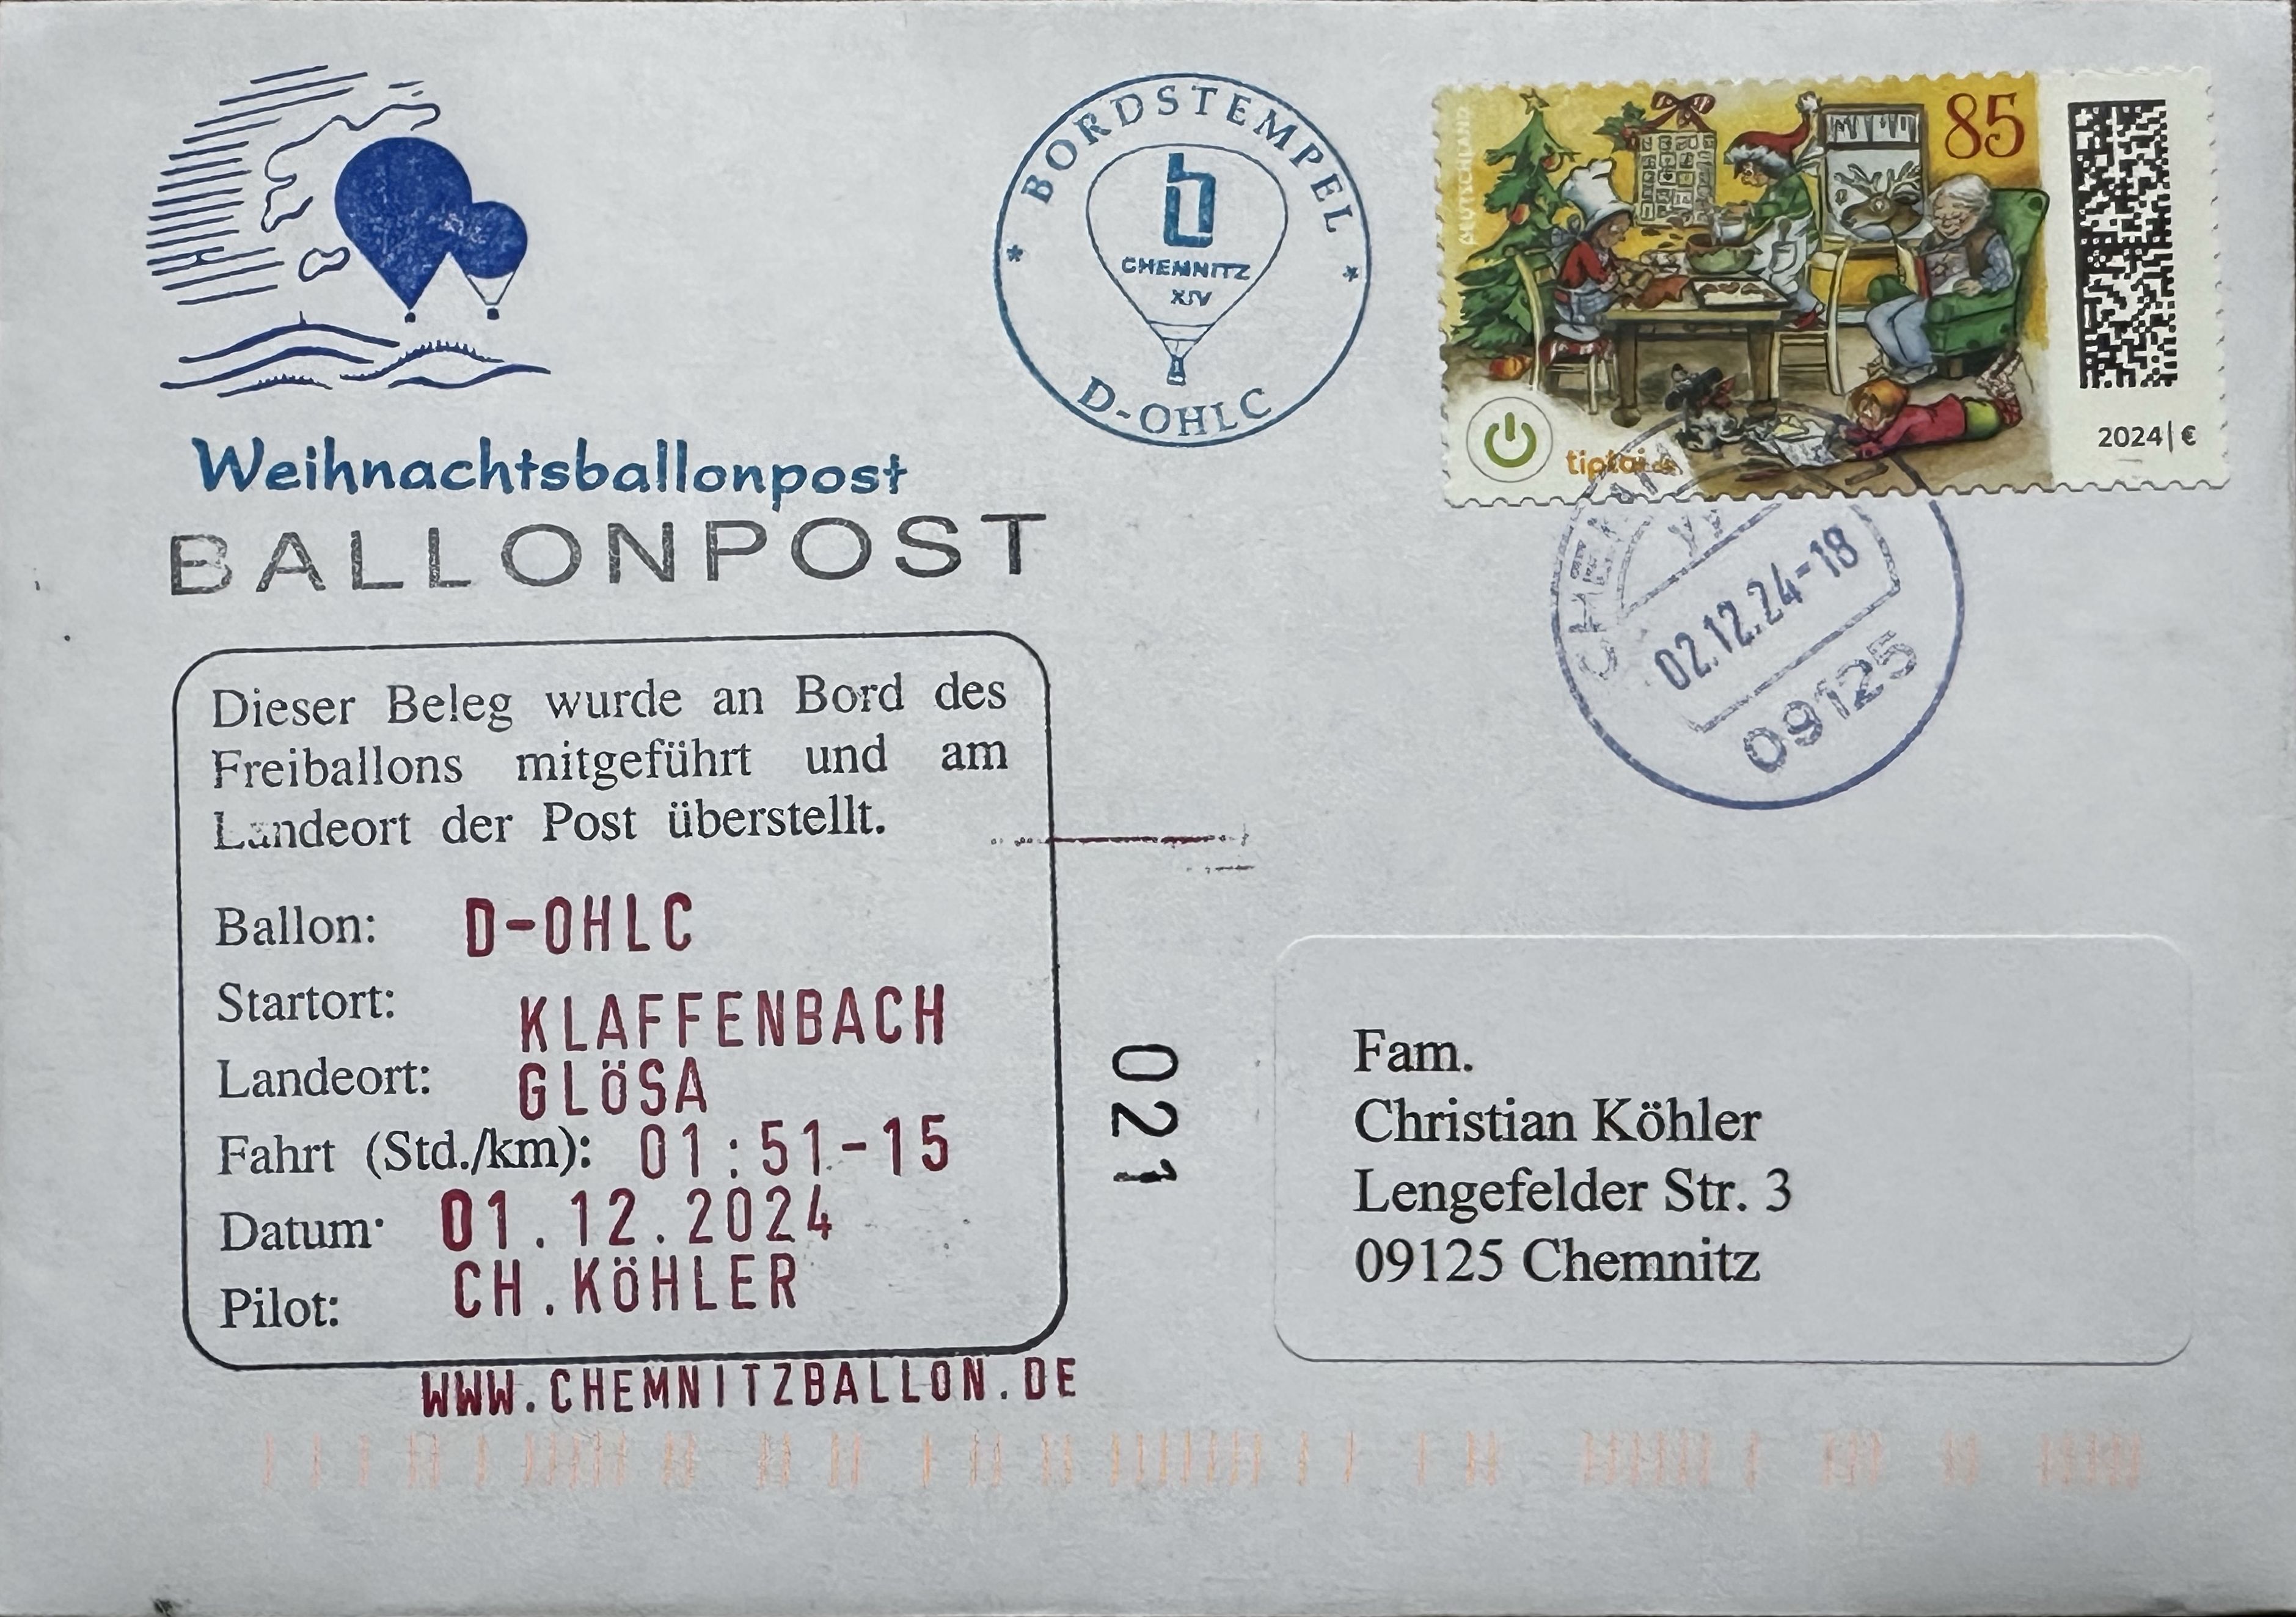 BORDSTEMPEL
CHEMNITZ
XIV
D-OHLC
DEUTSCHLAND
85
tiptoi
2024|€
Weihnachtsballonpost
BALLONPOST
02.12.24-18
09125
Dieser Beleg wurde an Bord des
Freiballons mitgeführt und am
Landeort der Post überstellt.
Ballon: D-OHLC
Startort: KLAFFENBACH
Landeort: GLÖSA
Fahrt (Std./km): 01:51-15
Datum: 01.12.2024
Pilot: CH.KÖHLER
WWW.CHEMNITZBALLON.DE
021
Fam.
Christian Köhler
Lengefelder Str. 3
09125 Chemnitz